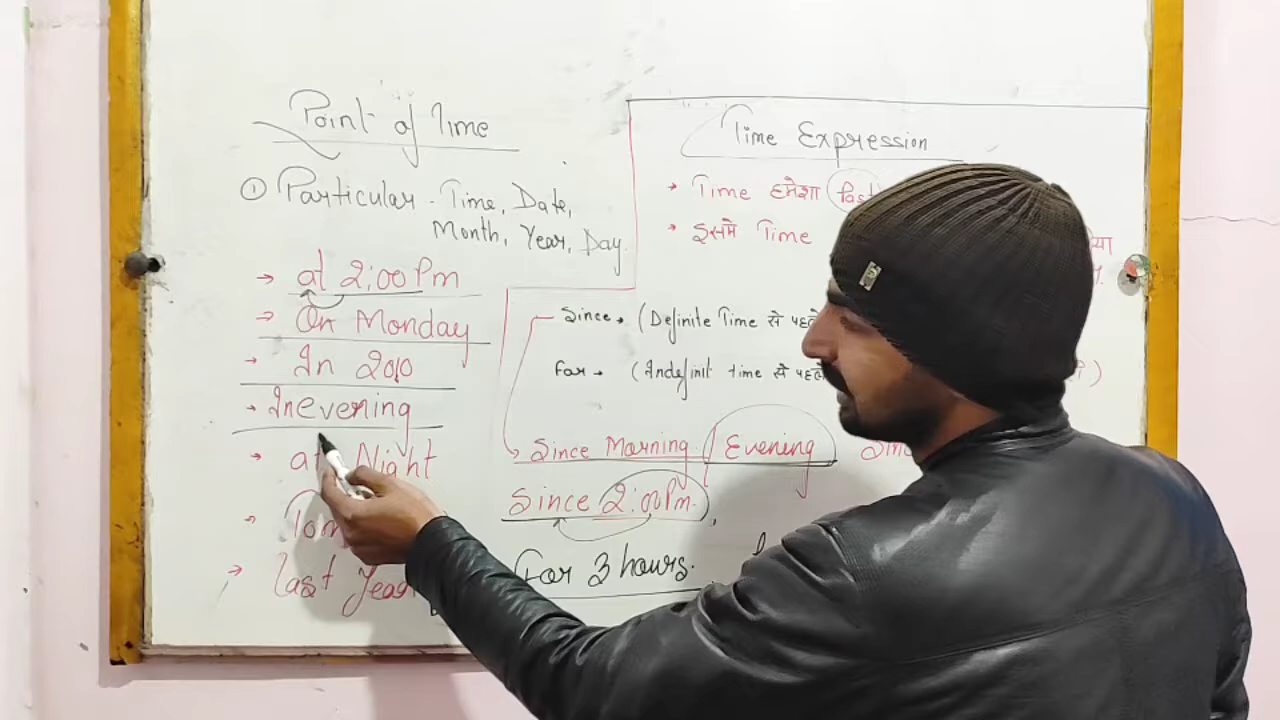 Point of Time
① Particular - Time, Date,
Month, Year, Day.
→ at 2:00 Pm
→ On Monday
→ In 2010
→ In evening
→ at Night
→ last Year
Time Expression
→ Time हमेशा Past
→ इसमें Time
Since → (Definite Time से पहले
For → (Indefinit time से पहले
Since Morning / Evening
Since 2:00 Pm.
For 3 hours.